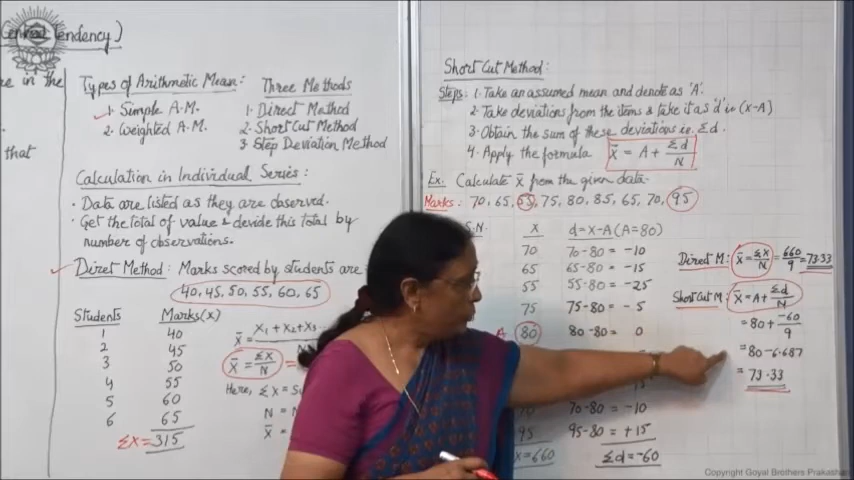 Central Tendency)
re in the
that
Types of Arithmetic Mean:
✓ 1. Simple A.M.
2. Weighted A.M.
Three Methods
1. Direct Method
2. Short Cut Method
3. Step Deviation Method
Calculation in Individual Series:
• Data are listed as they are observed.
• Get the total of value & devide this total by
number of observations.
✓ Diret Method: Marks scored by students are
40, 45, 50, 55, 60, 65
Students Marks(x)
1 40
2 45
3 50
4 55
5 60
6 65
Σx = 315
x̄ = x₁ + x₂ + x₃
x̄ = Σx/N =
Here, Σx =
N =
x̄ =
Short Cut Method:
Steps: 1. Take an assumed mean and denote as 'A'.
2. Take deviations from the items & take it as 'd' ie (x-A)
3. Obtain the sum of these deviations i.e. Σd.
4. Apply the formula x̄ = A + Σd/N
Ex. Calculate x̄ from the given data.
Marks: 70, 65, 55, 75, 80, 85, 65, 70, 95
S.N X d=X-A (A=80)
70 70-80 = -10
65 65-80 = -15
55 55-80 = -25
75 75-80 = -5
A 80 80-80 = 0
70 70-80 = -10
95 95-80 = +15
x = 660 Σd = -60
Direct M: x̄ = Σx/N = 660/9 = 73.33
Short Cut M: x̄ = A + Σd/N
= 80 + -60/9
= 80 - 6.687
= 73.33
Copyright Goyal Brothers Prakashan